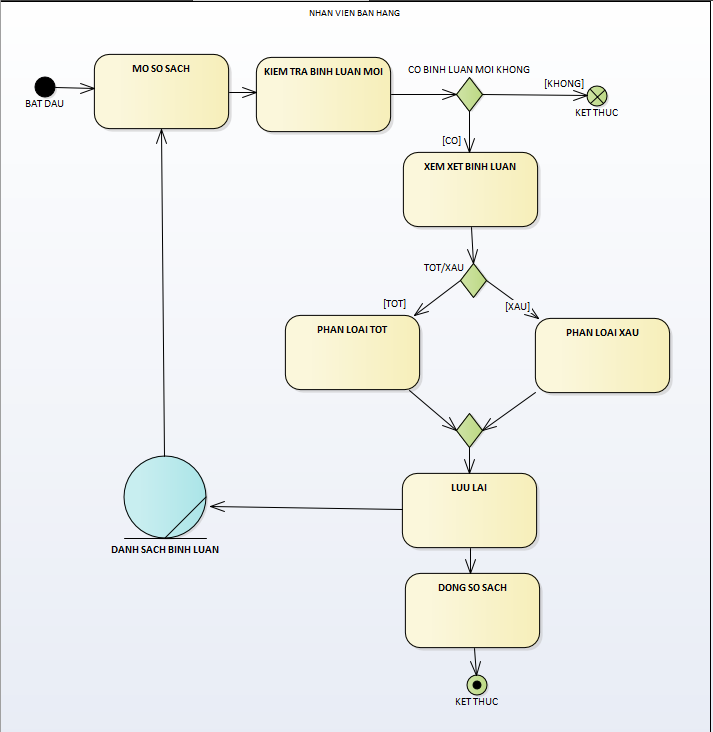 NHAN VIEN BAN HANG
MO SO SACH
KIEM TRA BINH LUAN MOI
CO BINH LUAN MOI KHONG
[KHONG]
BAT DAU
KET THUC
[CO]
XEM XET BINH LUAN
TOT/XAU
[TOT]
[XAU]
PHAN LOAI TOT
PHAN LOAI XAU
LUU LAI
DANH SACH BINH LUAN
DONG SO SACH
KET THUC